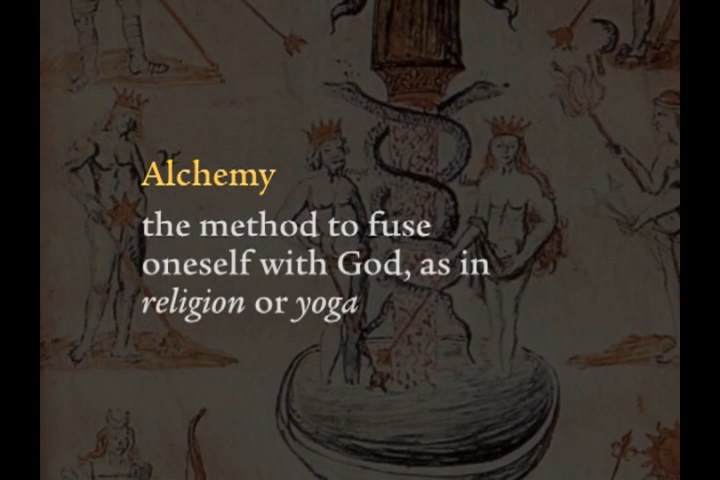 Alchemy
the method to fuse
oneself with God, as in
religion or yoga